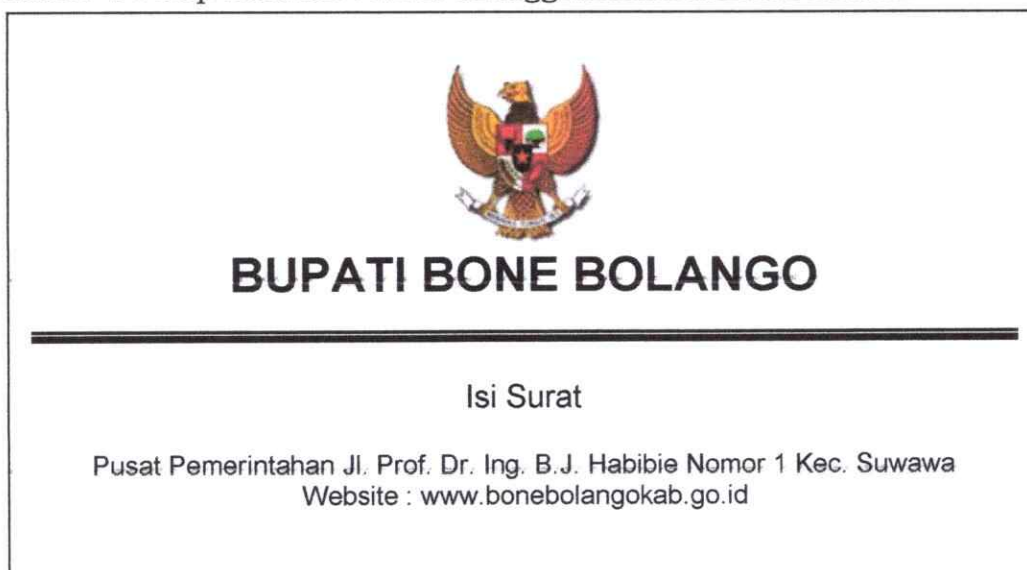 BUPATI BONE BOLANGO
Isi Surat
Pusat Pemerintahan Jl. Prof. Dr. Ing. B.J. Habibie Nomor 1 Kec. Suwawa
Website : www.bonebolangokab.go.id